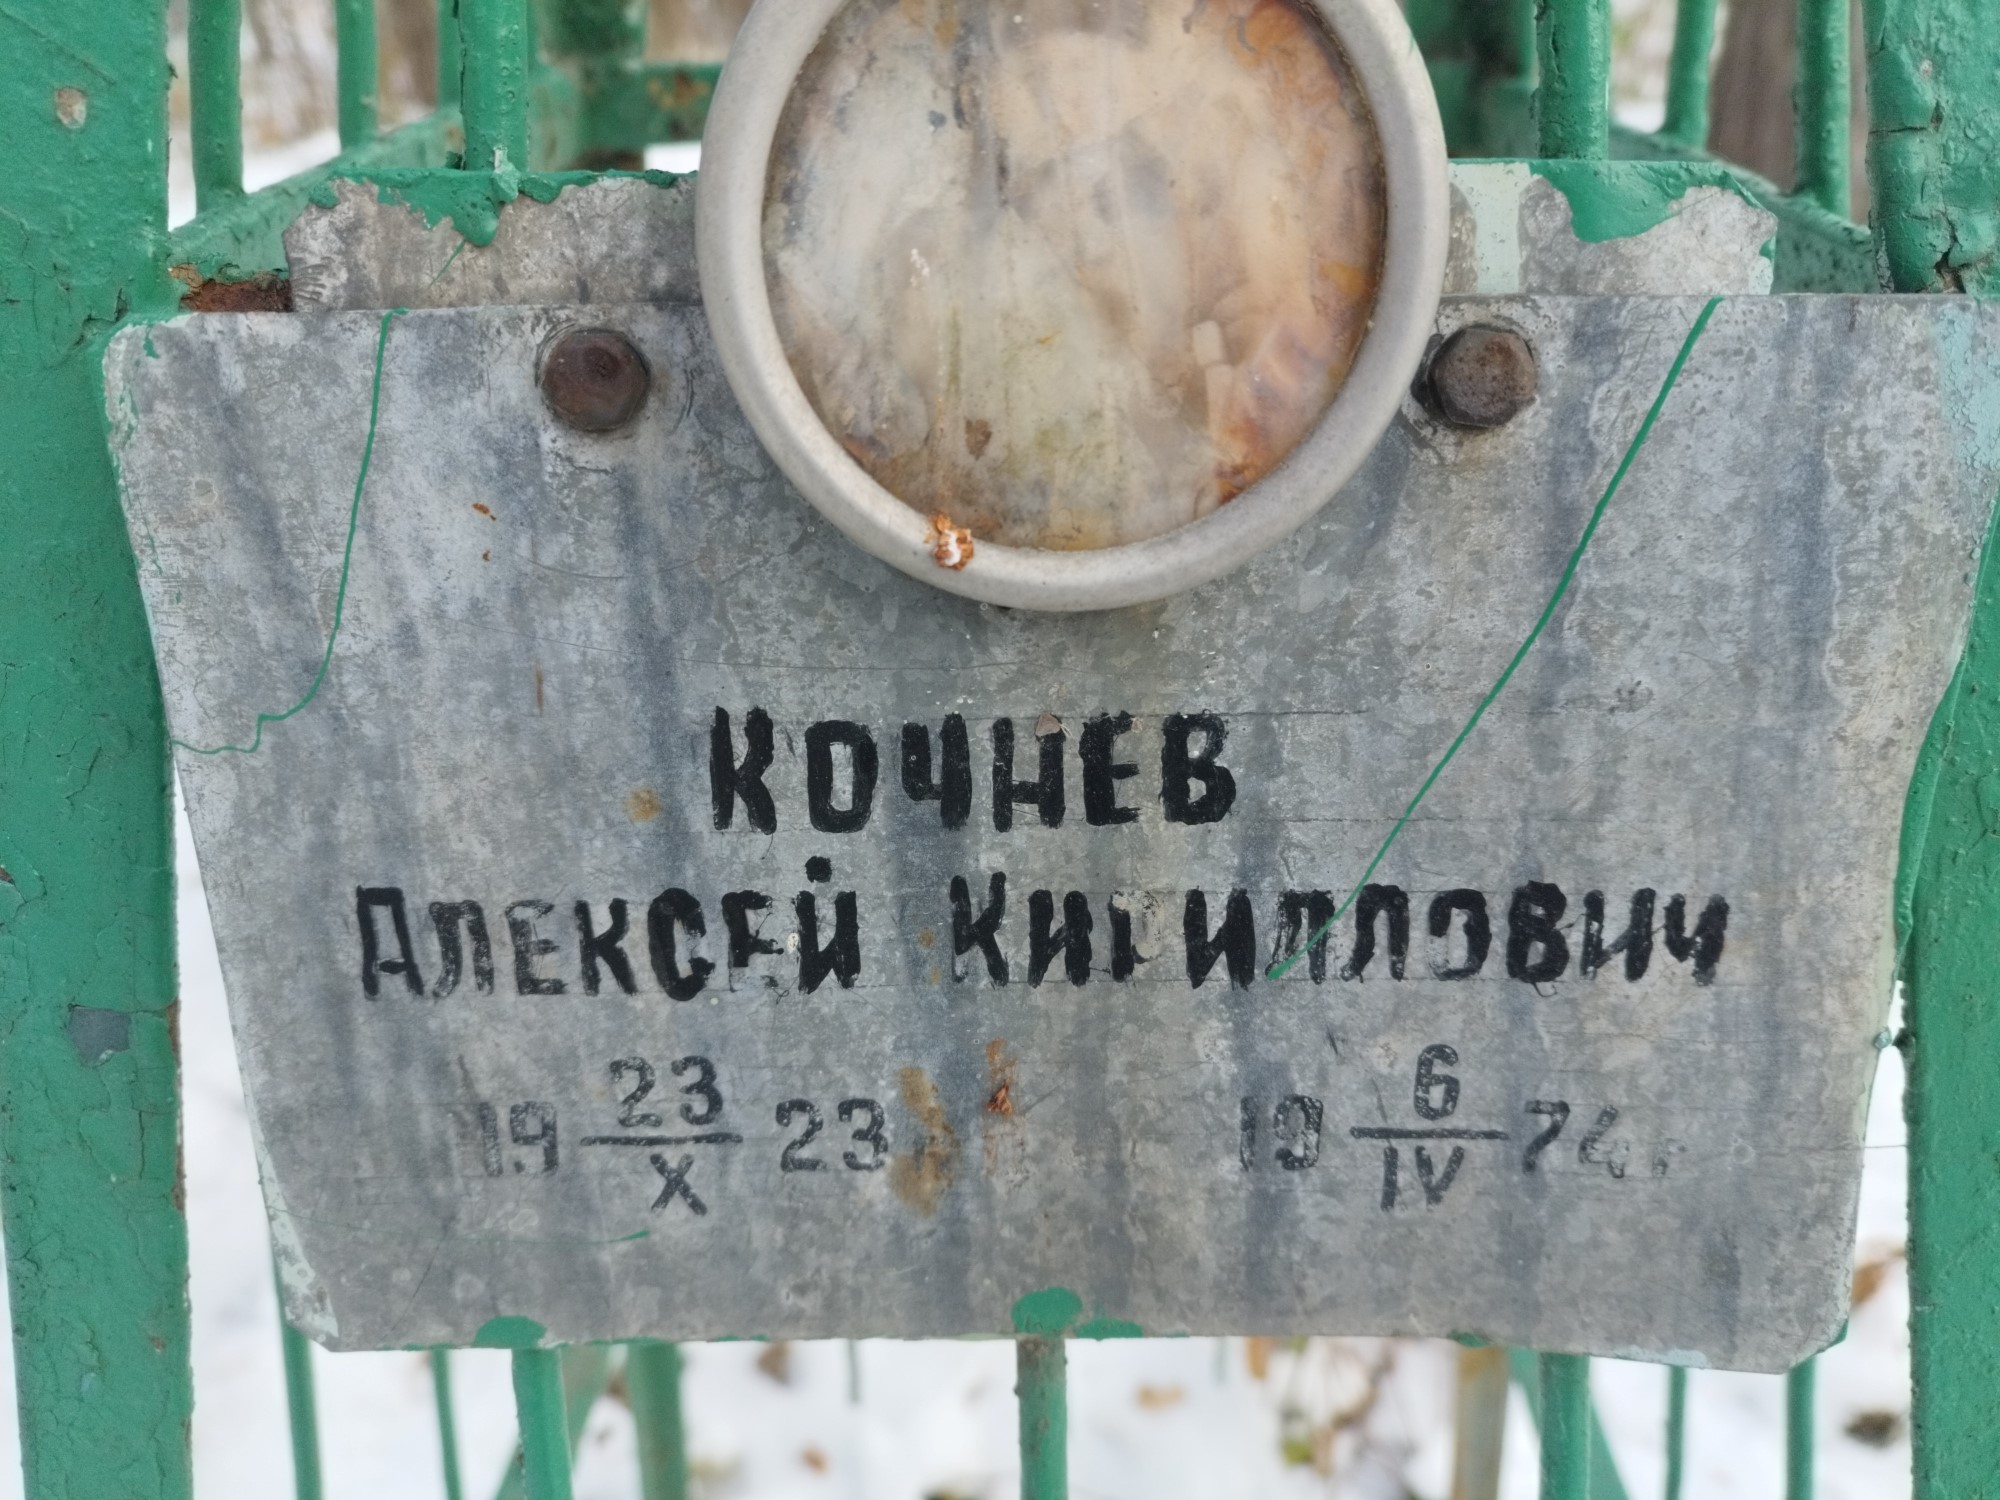 КОЧНЕВ
АЛЕКСЕЙ КИРИЛЛОВИЧ
19 23/X 23 19 6/IV 74 г